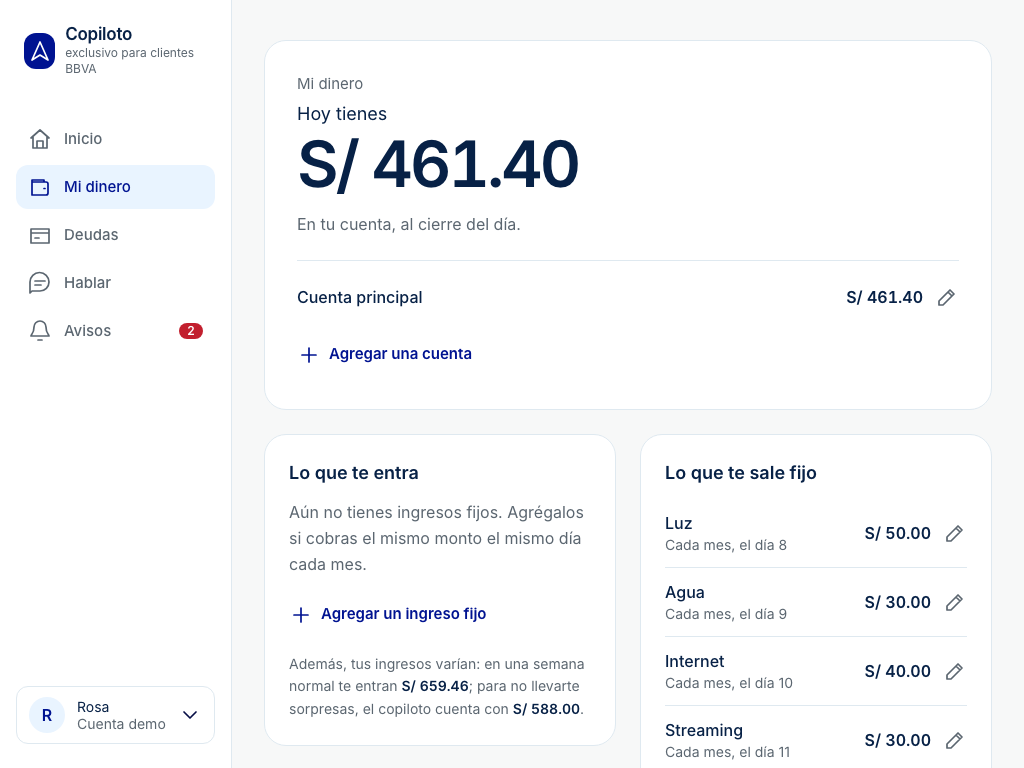 Copiloto
exclusivo para clientes
BBVA
Inicio
Mi dinero
Deudas
Hablar
Avisos
2
R
Rosa
Cuenta demo
Mi dinero
Hoy tienes
S/ 461.40
En tu cuenta, al cierre del día.
Cuenta principal
S/ 461.40
Agregar una cuenta
Lo que te entra
Aún no tienes ingresos fijos. Agrégalos
si cobras el mismo monto el mismo día
cada mes.
Agregar un ingreso fijo
Además, tus ingresos varían: en una semana
normal te entran S/ 659.46; para no llevarte
sorpresas, el copiloto cuenta con S/ 588.00.
Lo que te sale fijo
Luz
Cada mes, el día 8
S/ 50.00
Agua
Cada mes, el día 9
S/ 30.00
Internet
Cada mes, el día 10
S/ 40.00
Streaming
Cada mes, el día 11
S/ 30.00